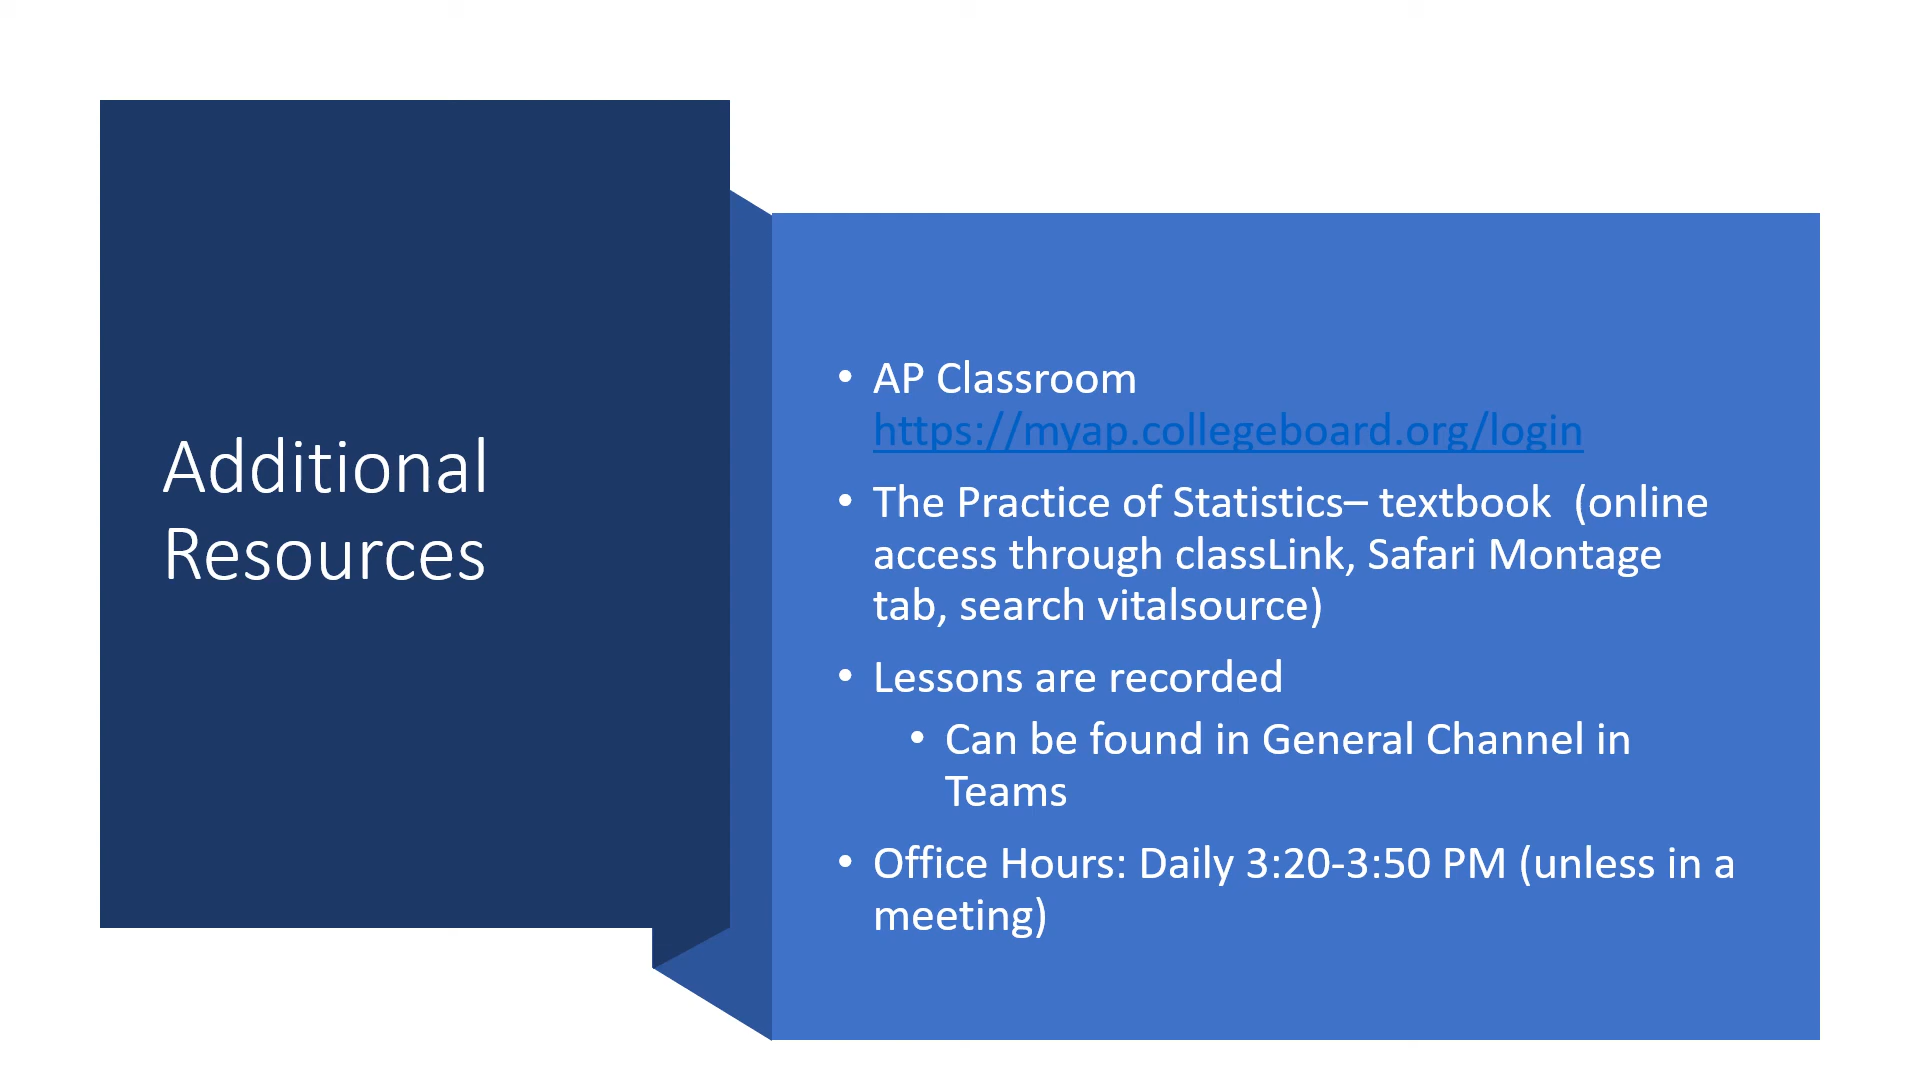 Additional
Resources
• AP Classroom
https://myap.collegeboard.org/login
• The Practice of Statistics– textbook  (online
access through classLink, Safari Montage
tab, search vitalsource)
• Lessons are recorded
• Can be found in General Channel in
Teams
• Office Hours: Daily 3:20-3:50 PM (unless in a
meeting)